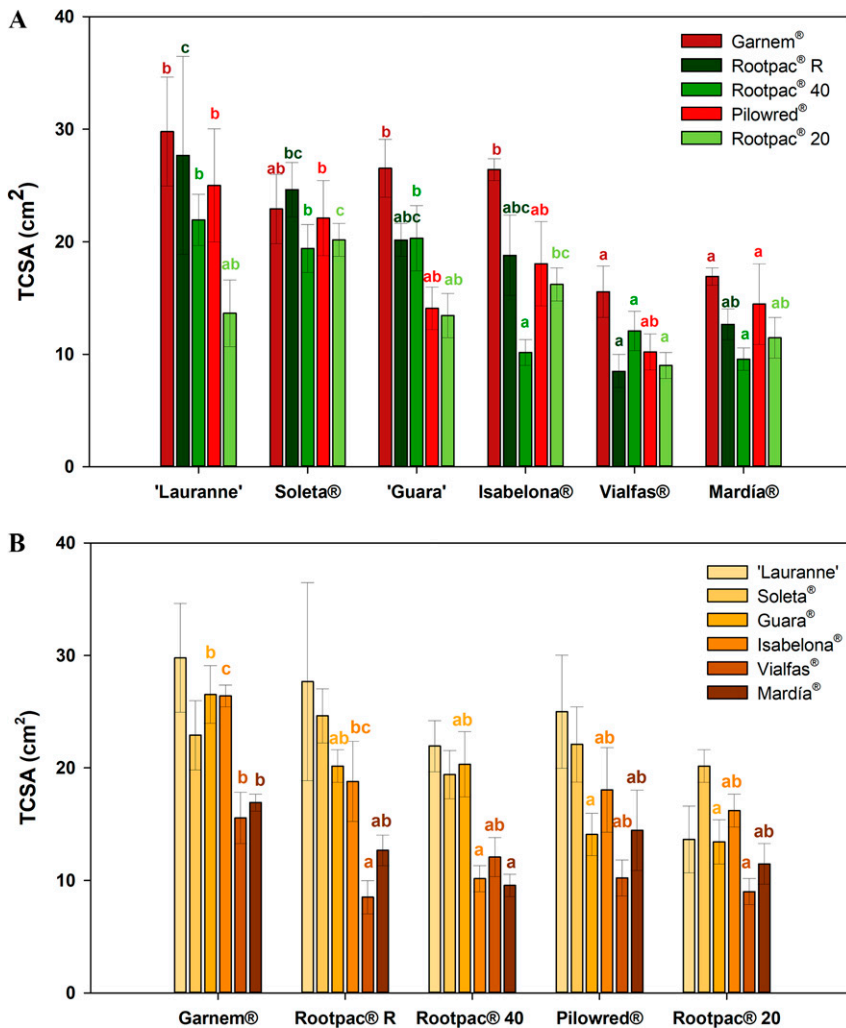 A
40
30
20
10
0
TCSA (cm²)
Garnem®
Rootpac® R
Rootpac® 40
Pilowred®
Rootpac® 20
b c b b ab
ab bc b b c
b abc b ab ab
b abc a ab bc
a a a ab a
a ab a a ab
'Lauranne' Soleta® 'Guara' Isabelona® Vialfas® Mardía®
B
40
30
20
10
0
TCSA (cm²)
'Lauranne'
Soleta®
Guara®
Isabelona®
Vialfas®
Mardía®
b c b b
ab bc a ab
ab a ab a
a ab ab ab
a ab a ab
Garnem® Rootpac® R Rootpac® 40 Pilowred® Rootpac® 20